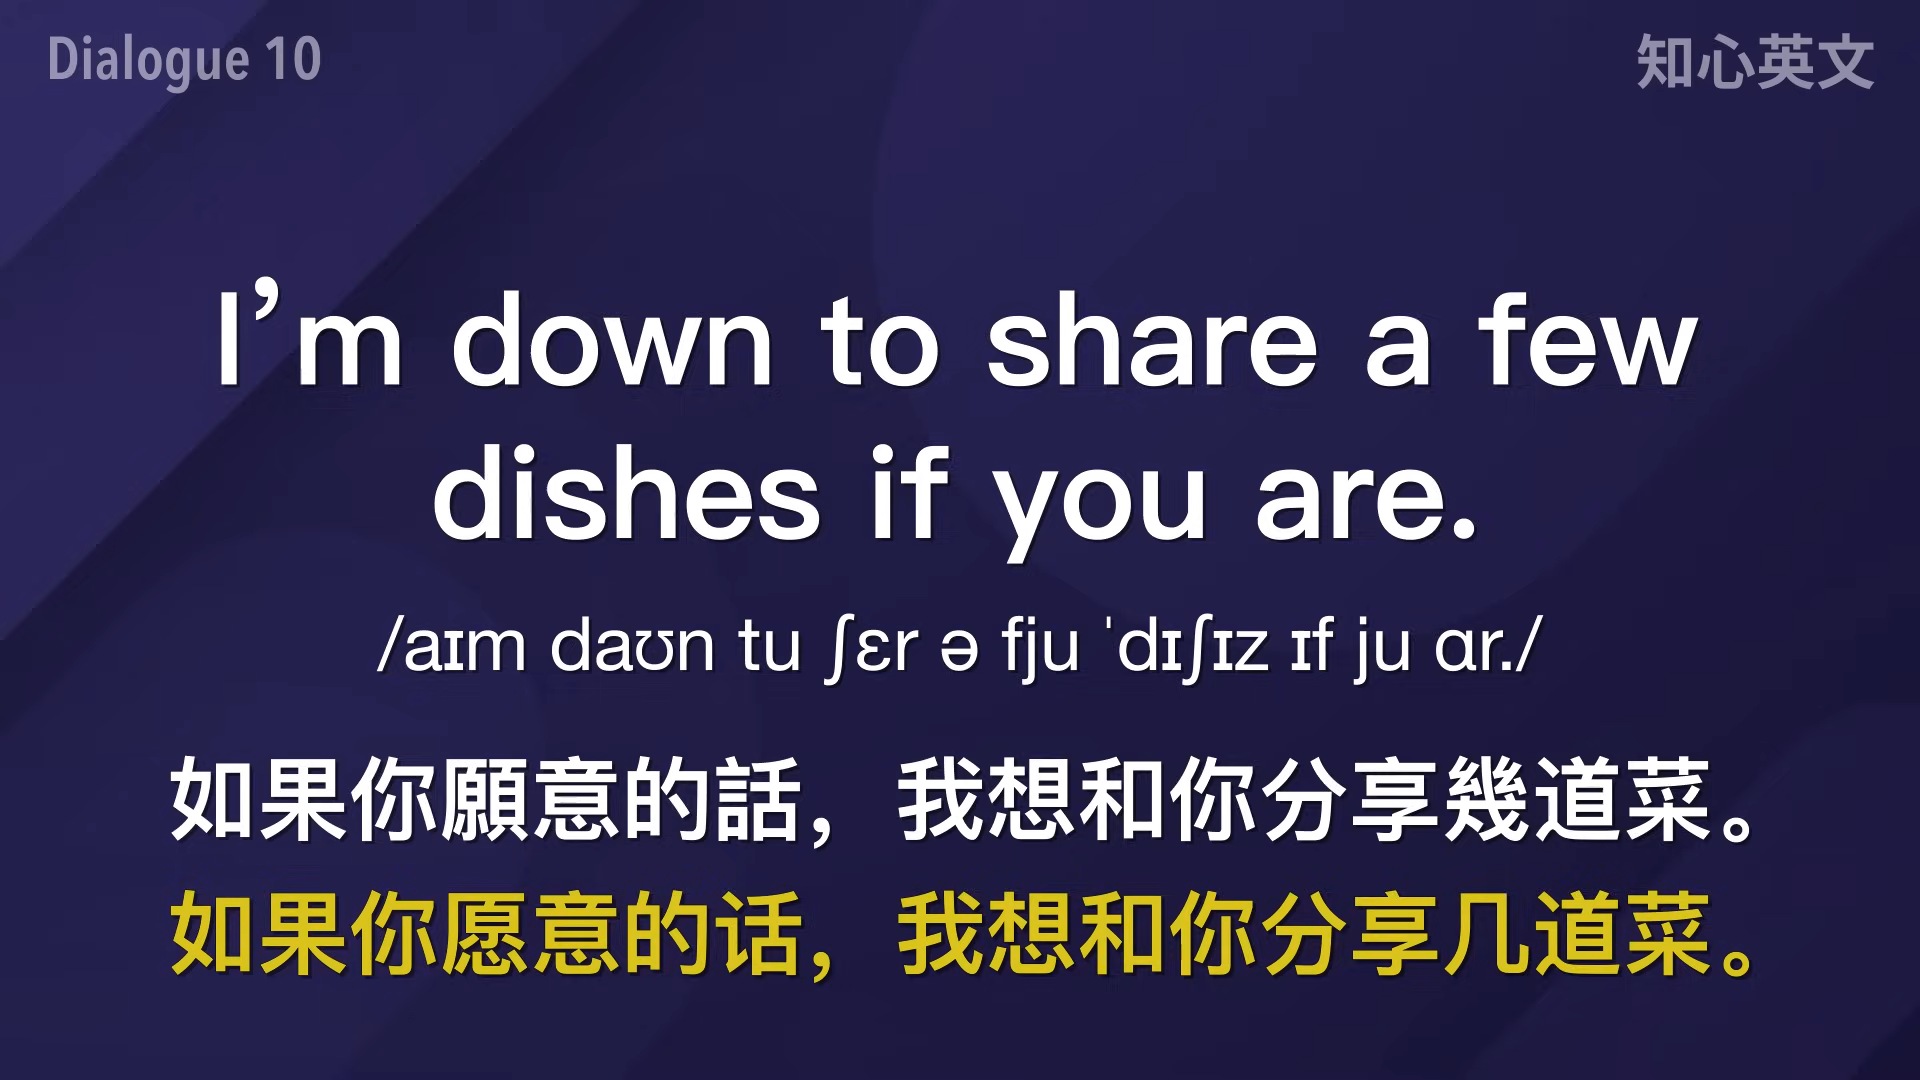 Dialogue 10
知心英文
I’m down to share a few
dishes if you are.
/aɪm daʊn tu ʃɛr ə fju ˈdɪʃɪz ɪf ju ɑr./
如果你願意的話，我想和你分享幾道菜。
如果你愿意的话，我想和你分享几道菜。